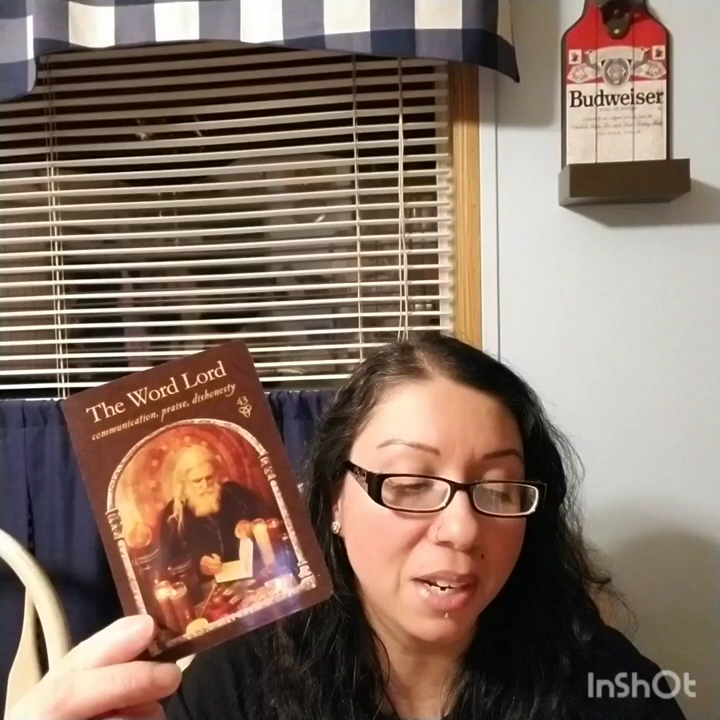 Budweiser
The Word Lord
communication, praise, dishonesty
43
InShOt